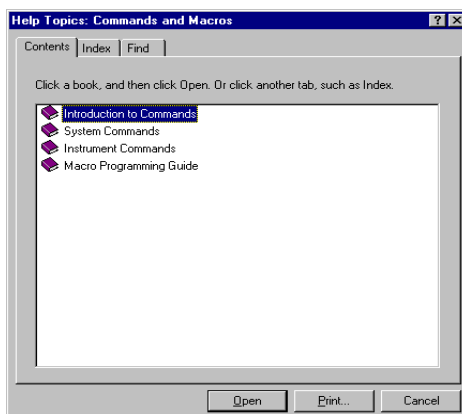 Help Topics: Commands and Macros
Contents Index Find
Click a book, and then click Open. Or click another tab, such as Index.
Introduction to Commands
System Commands
Instrument Commands
Macro Programming Guide
Open Print... Cancel